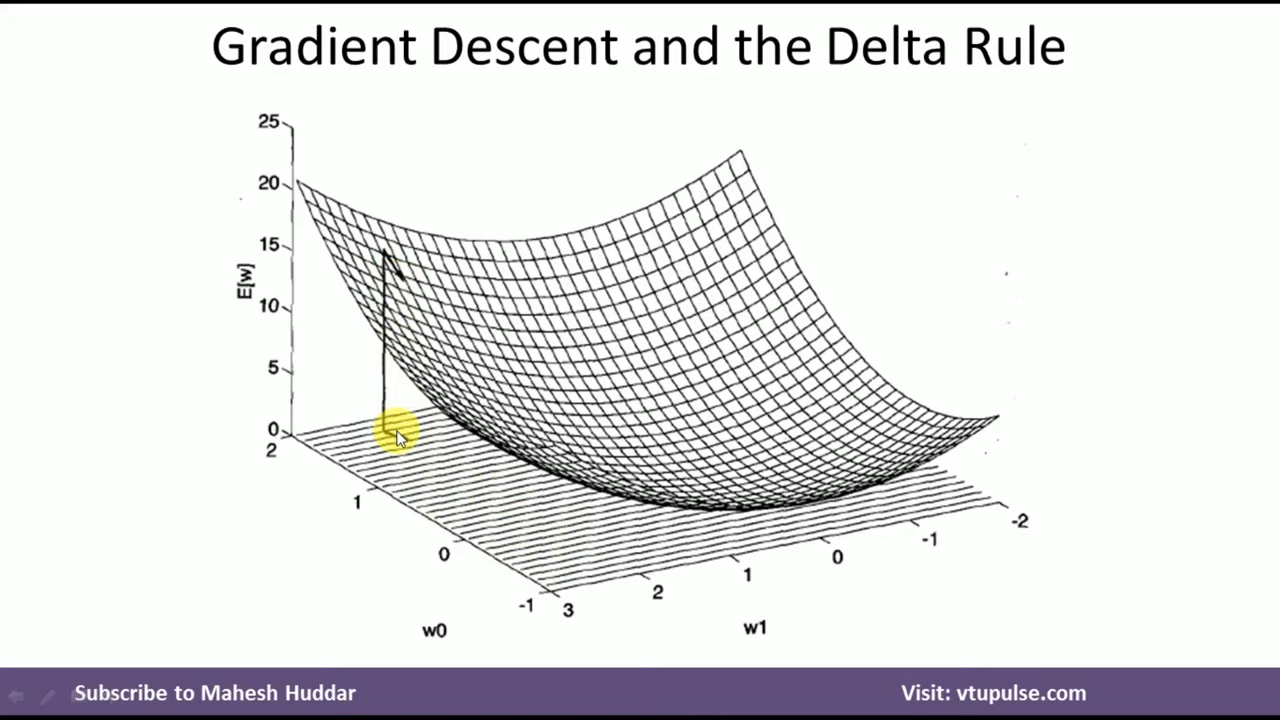 Gradient Descent and the Delta Rule
25
20
15
10
5
0
E[w]
2
1
0
-1
w0
3
2
1
0
-1
-2
w1
Subscribe to Mahesh Huddar
Visit: vtupulse.com